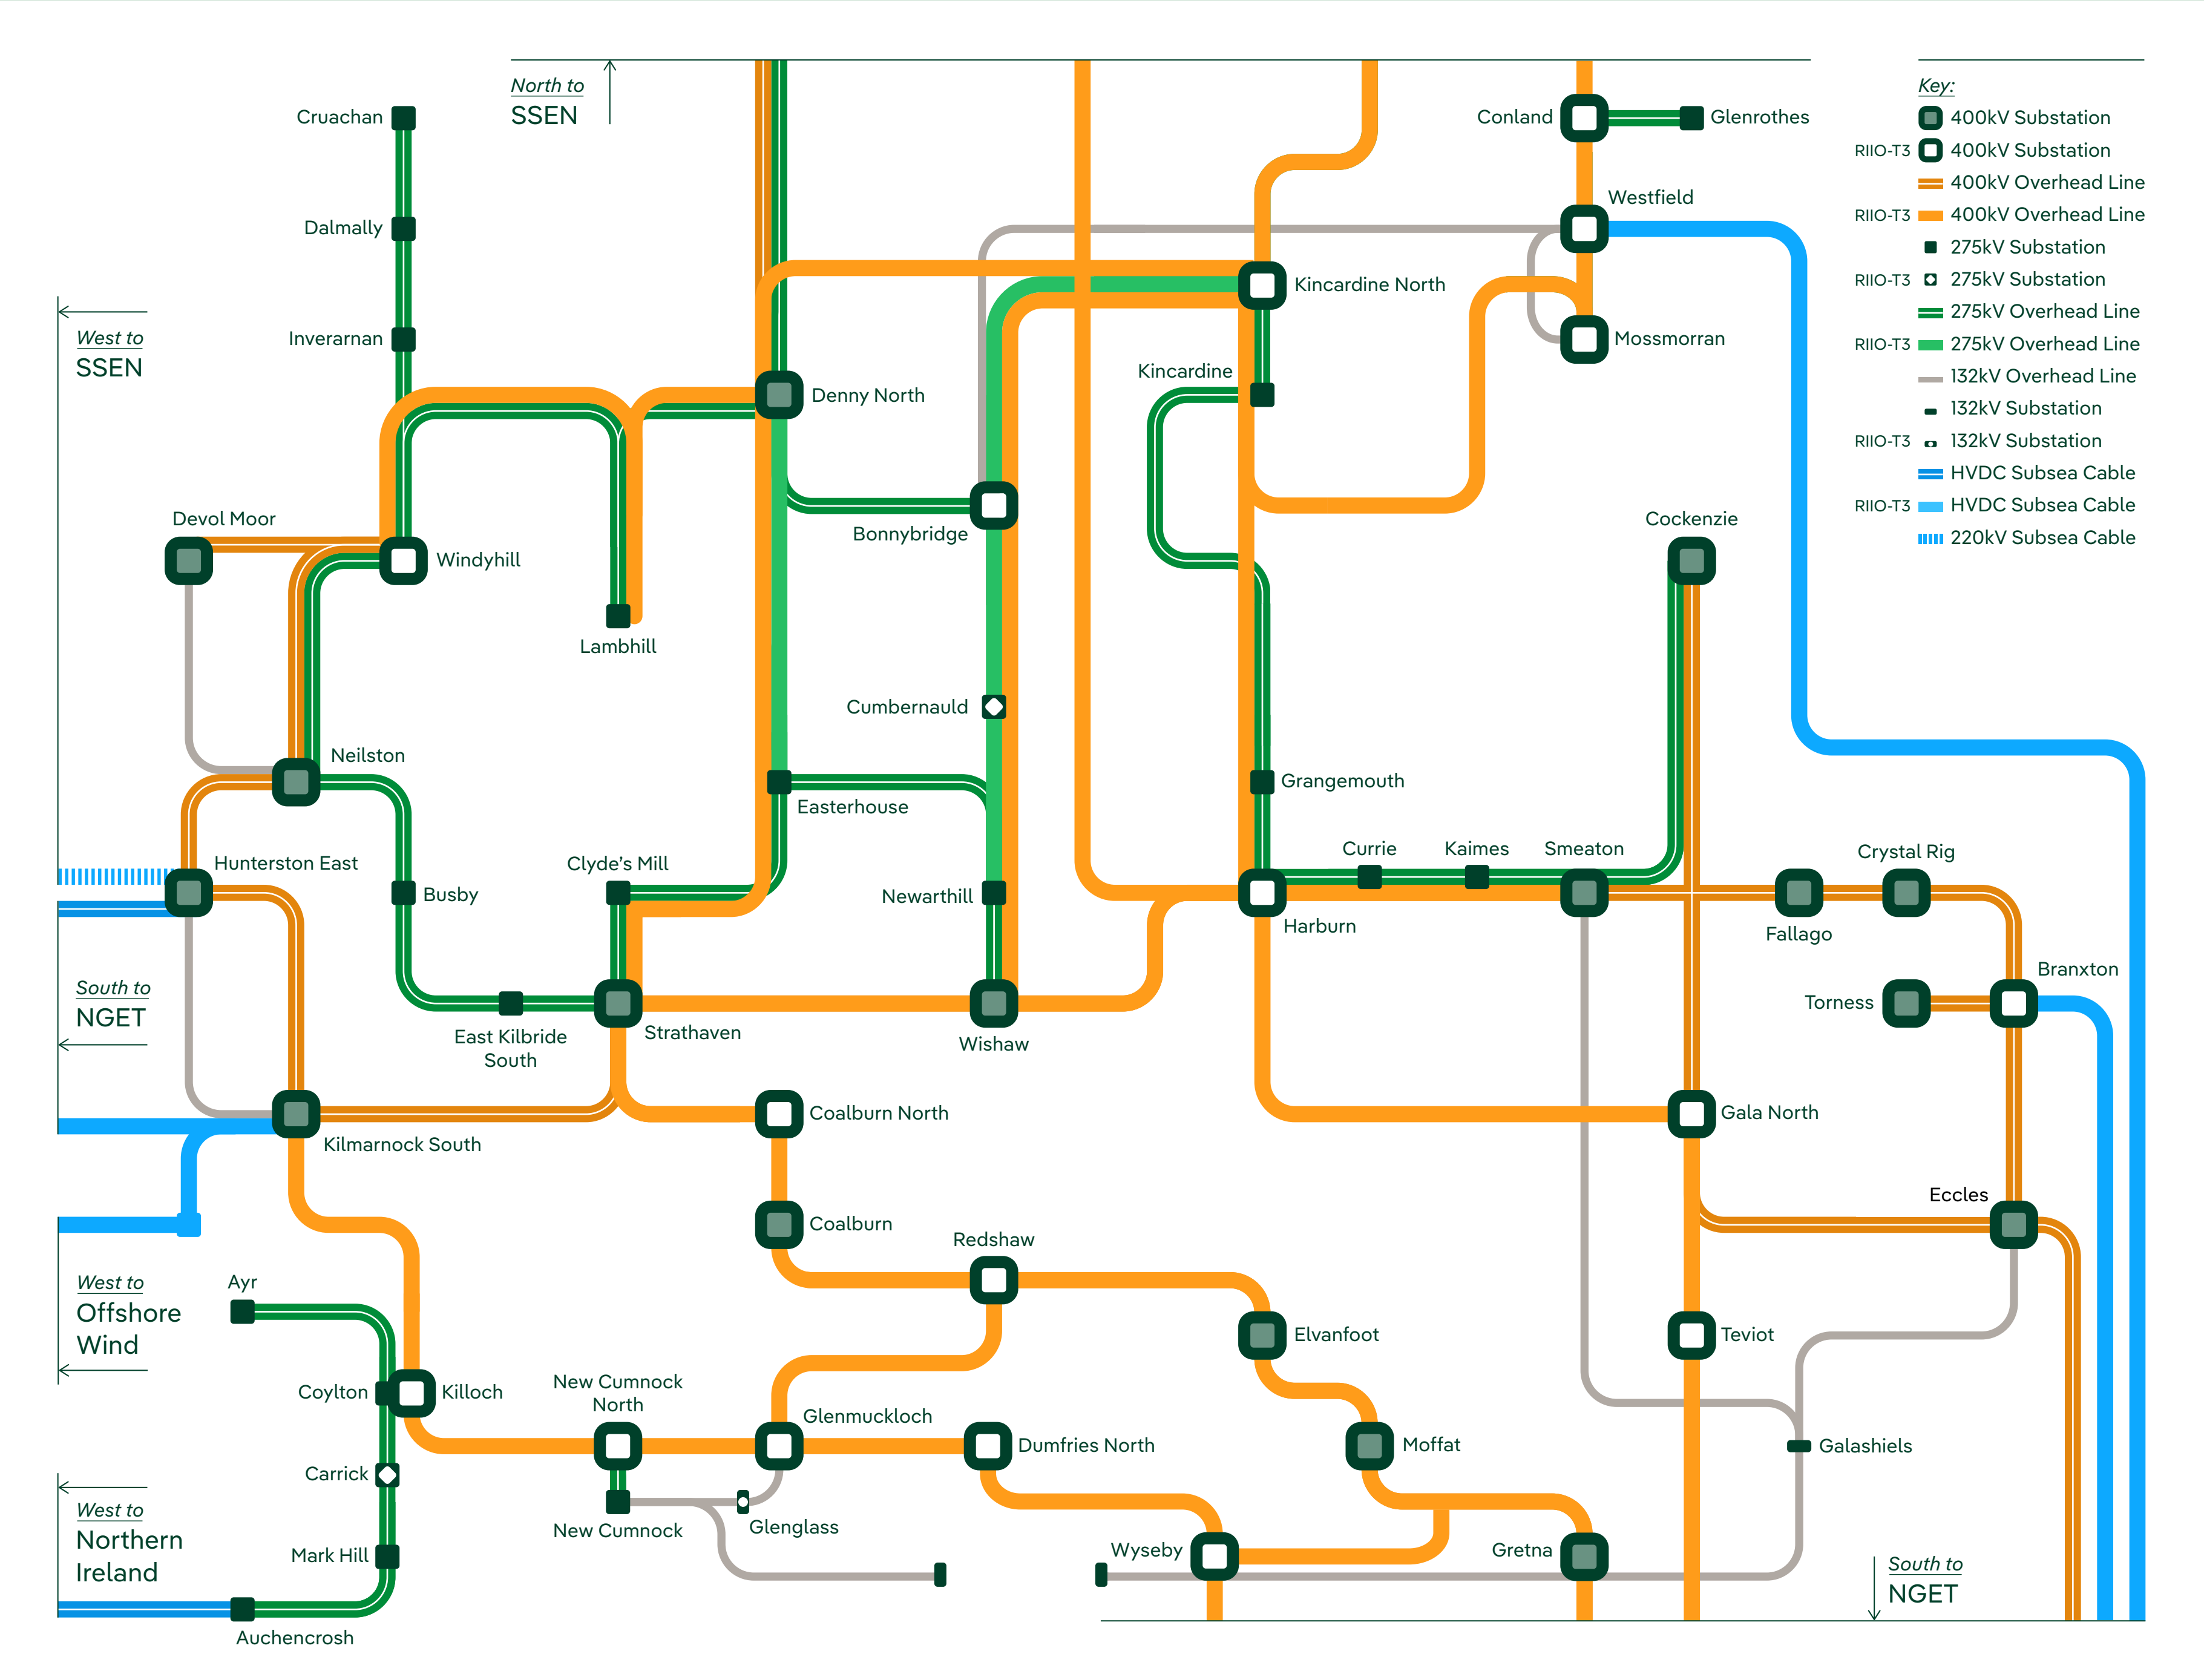 North to
SSEN
Key:
400kV Substation
RIIO-T3 400kV Substation
400kV Overhead Line
RIIO-T3 400kV Overhead Line
275kV Substation
RIIO-T3 275kV Substation
275kV Overhead Line
RIIO-T3 275kV Overhead Line
132kV Overhead Line
132kV Substation
RIIO-T3 132kV Substation
HVDC Subsea Cable
RIIO-T3 HVDC Subsea Cable
220kV Subsea Cable
Cruachan
Conland
Glenrothes
Dalmally
Westfield
Kincardine North
West to
SSEN
Inverarnan
Mossmorran
Kincardine
Denny North
Devol Moor
Cockenzie
Bonnybridge
Windyhill
Lambhill
Cumbernauld
Neilston
Grangemouth
Easterhouse
Hunterston East
Clyde's Mill
Currie
Kaimes
Smeaton
Crystal Rig
Busby
Newarthill
Harburn
Fallago
Branxton
South to
NGET
Torness
East Kilbride
South
Strathaven
Wishaw
Coalburn North
Gala North
Kilmarnock South
Eccles
Coalburn
Redshaw
West to
Offshore
Wind
Ayr
Elvanfoot
Teviot
Coylton
Killoch
New Cumnock
North
Glenmuckloch
Dumfries North
Moffat
Galashiels
Carrick
West to
Northern
Ireland
New Cumnock
Glenglass
Mark Hill
Wyseby
Gretna
South to
NGET
Auchencrosh